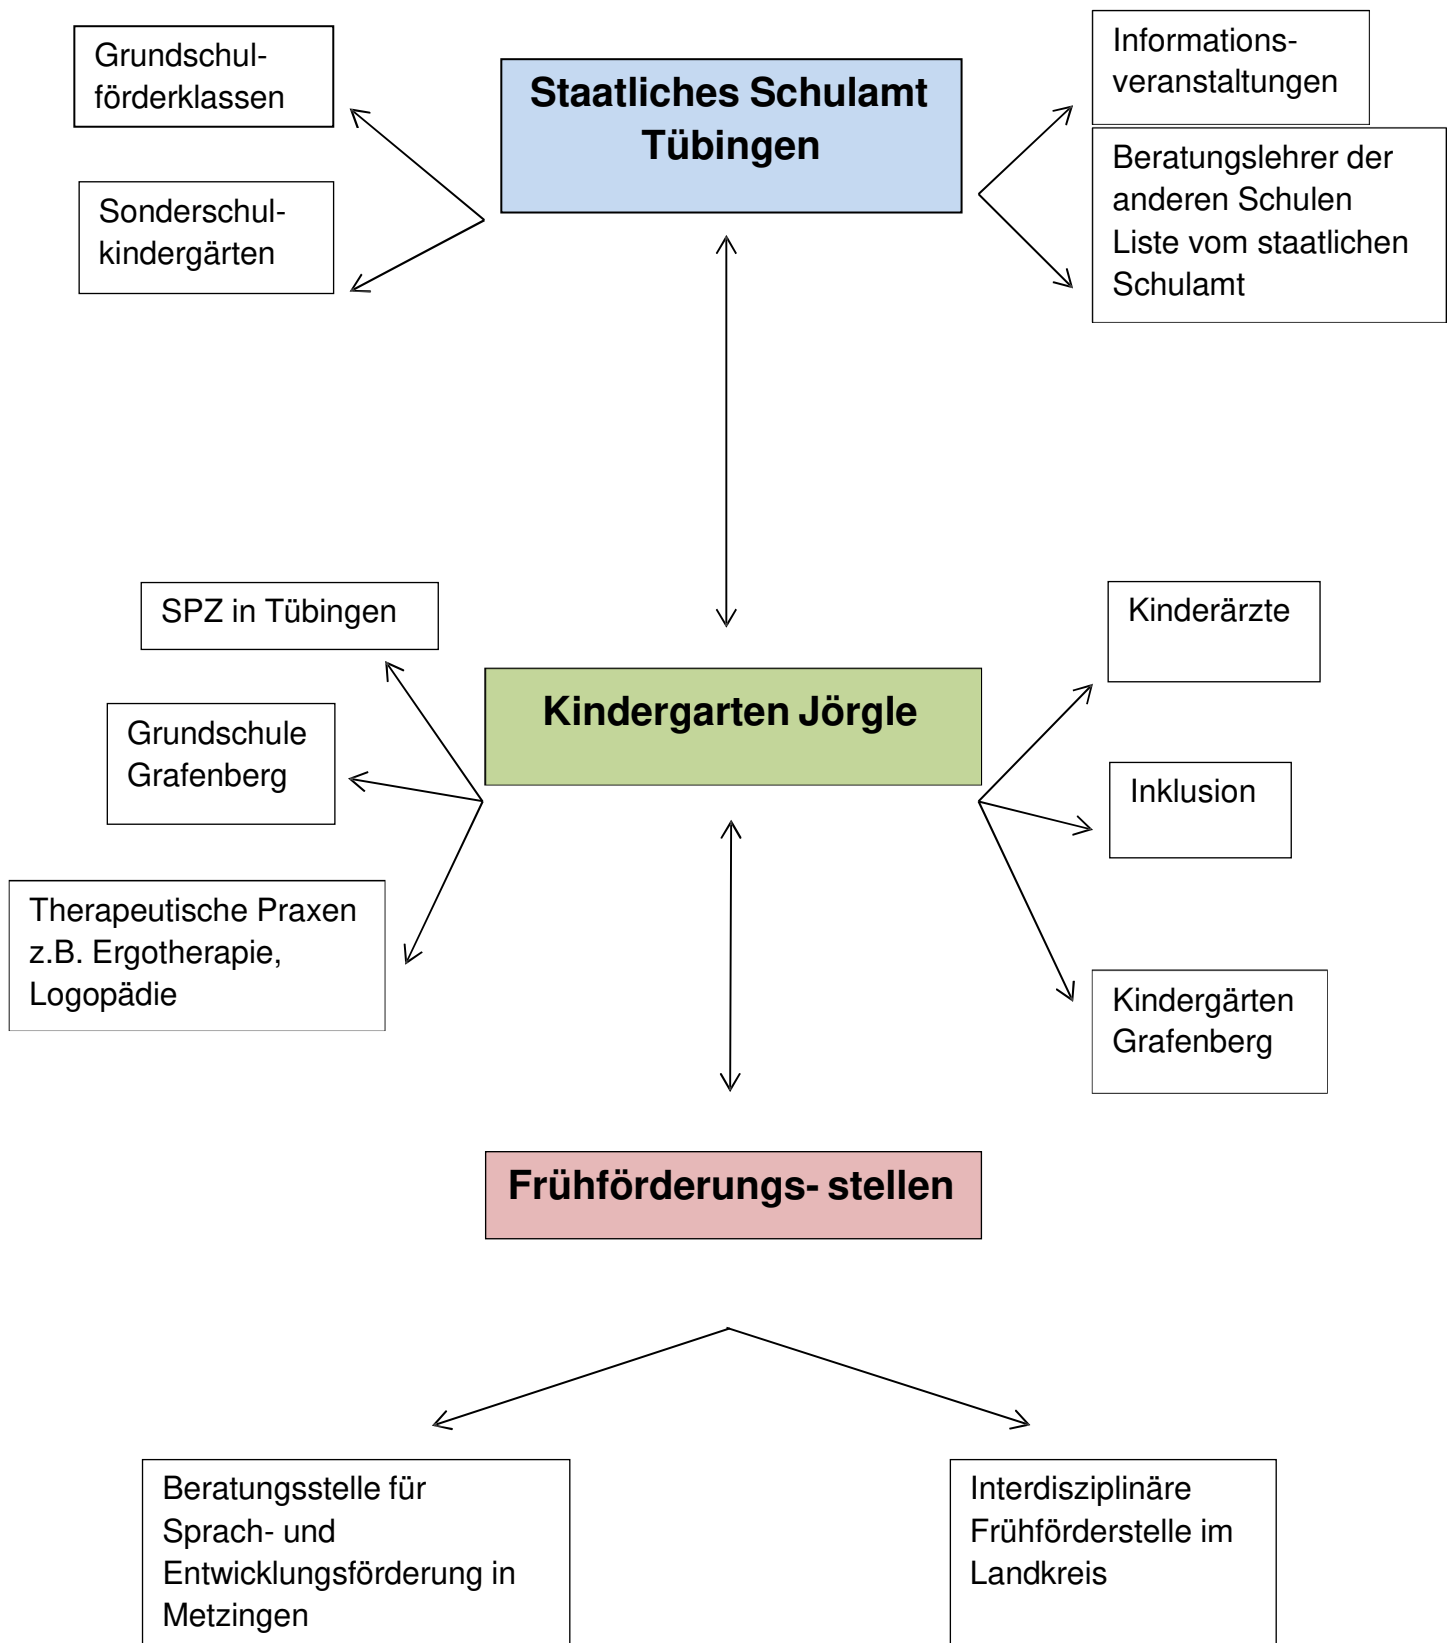 Grundschul-
förderklassen
Staatliches Schulamt
Tübingen
Informations-
veranstaltungen
Sonderschul-
kindergärten
Beratungslehrer der
anderen Schulen
Liste vom staatlichen
Schulamt
SPZ in Tübingen
Kinderärzte
Kindergarten Jörgle
Grundschule
Grafenberg
Inklusion
Therapeutische Praxen
z.B. Ergotherapie,
Logopädie
Kindergärten
Grafenberg
Frühförderungs- stellen
Beratungsstelle für
Sprach- und
Entwicklungsförderung in
Metzingen
Interdisziplinäre
Frühförderstelle im
Landkreis